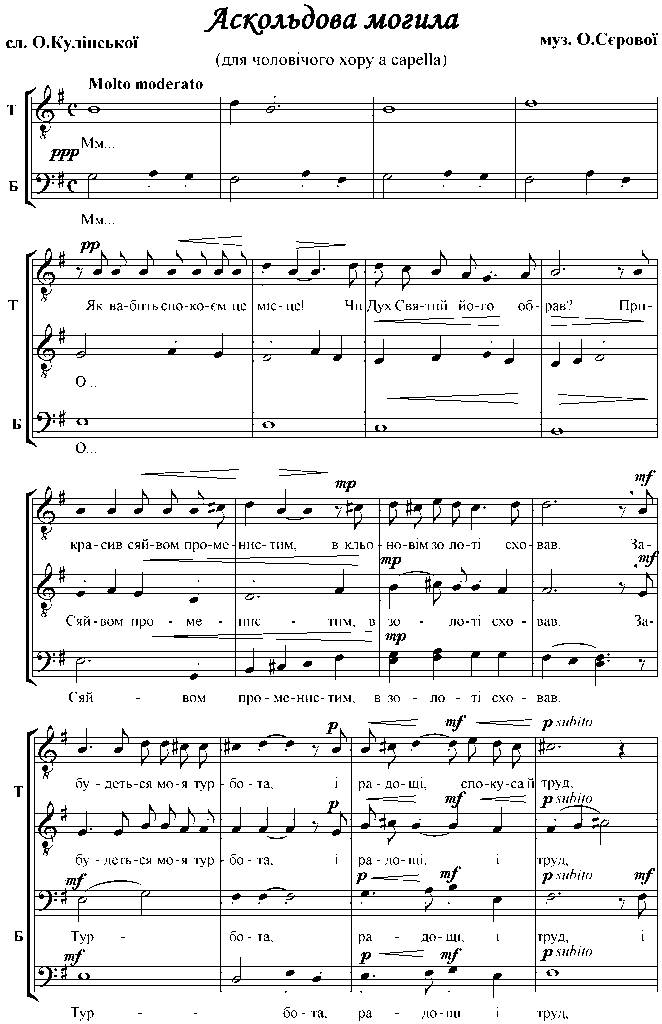 Аскольдова могила
сл. О.Кулінської
муз. О.Сєрової
(для чоловічого хору a capella)
Molto moderato
Т
Мм...
ppp
Б
Мм...
pp
Т
Як ва-бить спо-ко-єм це міс-це! Чи Дух Свя-тий йо-го об-рав? При-
О...
Б
О...
mp mf
кра-сив сяй-вом про-ме-нис-тим, в кльо-но-вім зо ло-ті схо-вав. За-
mp mf
Сяй-вом про-ме-нис-тим, в зо-ло-ті схо-вав. За-
mp
Сяй-вом про-ме-нис-тим, в зо-ло-ті схо-вав.
p mf p subito
Т
бу-деть-ся мо-я тур-бо-та, і ра-до-щі, спо-ку-са й труд,
p mf p subito
бу-деть-ся мо-я тур-бо-та, і ра-до-щі, і труд,
mf p mf p subito
Б
Тур-бо-та, ра-до-щі, і труд, і
mf p mf p subito
Тур-бо-та, ра-до-щі і труд,